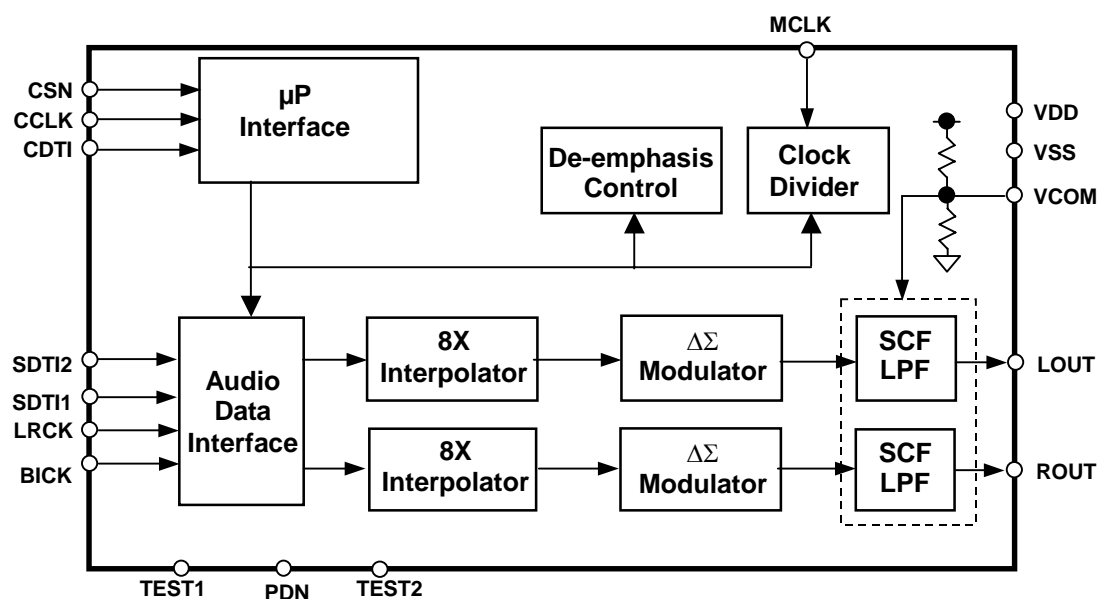 MCLK
CSN
CCLK
CDTI
µP
Interface
De-emphasis
Control
Clock
Divider
VDD
VSS
VCOM
SDTI2
SDTI1
LRCK
BICK
Audio
Data
Interface
8X
Interpolator
ΔΣ
Modulator
SCF
LPF
LOUT
8X
Interpolator
ΔΣ
Modulator
SCF
LPF
ROUT
TEST1
PDN
TEST2